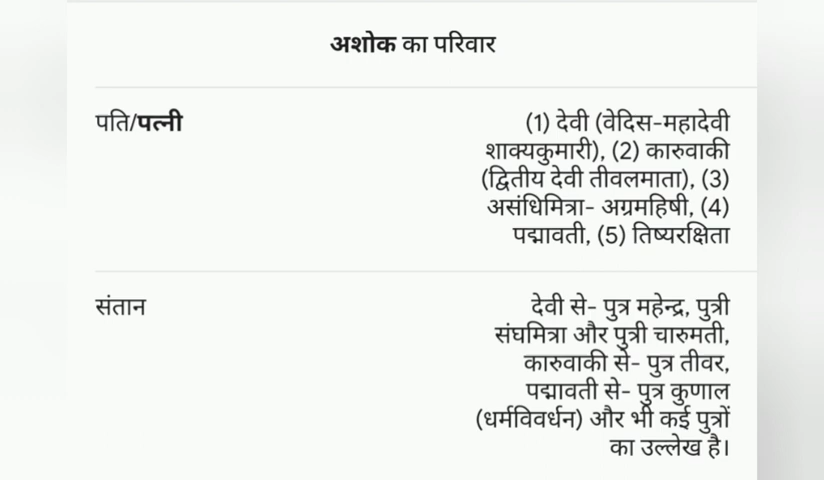 अशोक का परिवार
पति/पत्नी
(1) देवी (वेदिस-महादेवी
शाक्यकुमारी), (2) कारुवाकी
(द्वितीय देवी तीवलमाता), (3)
असंधिमित्रा- अग्रमहिषी, (4)
पद्मावती, (5) तिष्यरक्षिता
संतान
देवी से- पुत्र महेन्द्र, पुत्री
संघमित्रा और पुत्री चारुमती,
कारुवाकी से- पुत्र तीवर,
पद्मावती से- पुत्र कुणाल
(धर्मविवर्धन) और भी कई पुत्रों
का उल्लेख है।